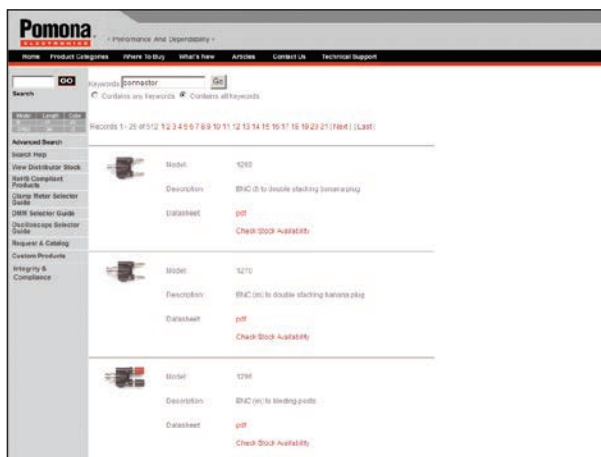 Pomona
ELECTRONICS
- Performance And Dependability -
Home Product Categories Where To Buy What's New Articles Contact Us Technical Support
GO
Search
Keywords connector Go
Contains any keywords Contains all keywords
Model Length Color
Records 1 - 25 of 512 1 2 3 4 5 6 7 8 9 10 11 12 13 14 15 16 17 18 19 20 21 | Next | | Last |
Advanced Search
Search Help
View Distributor Stock
RoHS Compliant
Products
Clamp Meter Selector
Guide
DMM Selector Guide
Oscilloscope Selector
Guide
Request A Catalog
Custom Products
Integrity &
Compliance
Model:
Description: BNC (f) to double stacking banana plug
Datasheet: pdf
Check Stock Availability
Model: 1270
Description: BNC (m) to double stacking banana plug
Datasheet: pdf
Check Stock Availability
Model: 1296
Description: BNC (m) to binding posts
Datasheet: pdf
Check Stock Availability